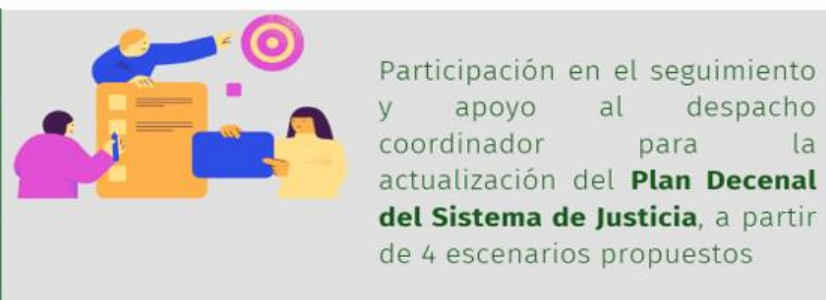 Participación en el seguimiento
y apoyo al despacho
coordinador para la
actualización del Plan Decenal
del Sistema de Justicia, a partir
de 4 escenarios propuestos